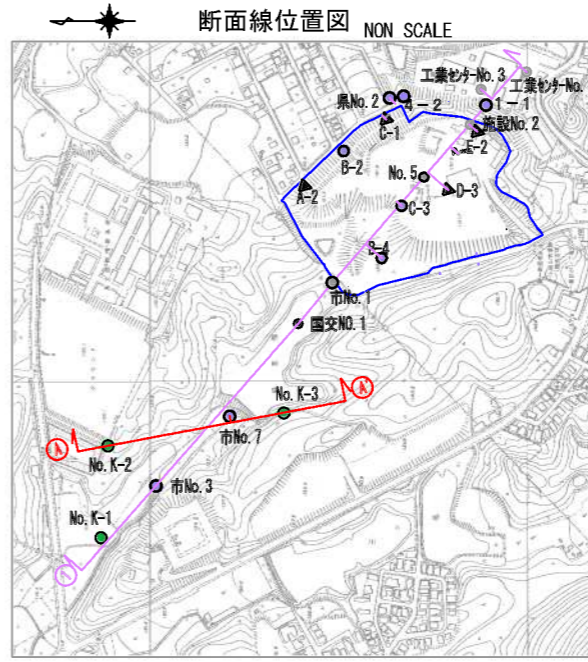 断面線位置図 NON SCALE
工業センターNo.3
工業センターNo.
県No.2
4-2
1-1
C-1
施設No.2
B-2
E-2
No.5
A-2
D-3
C-3
B-4
市No.1
国交NO.1
No.K-3
A'
市No.7
A
No.K-2
市No.3
No.K-1
7